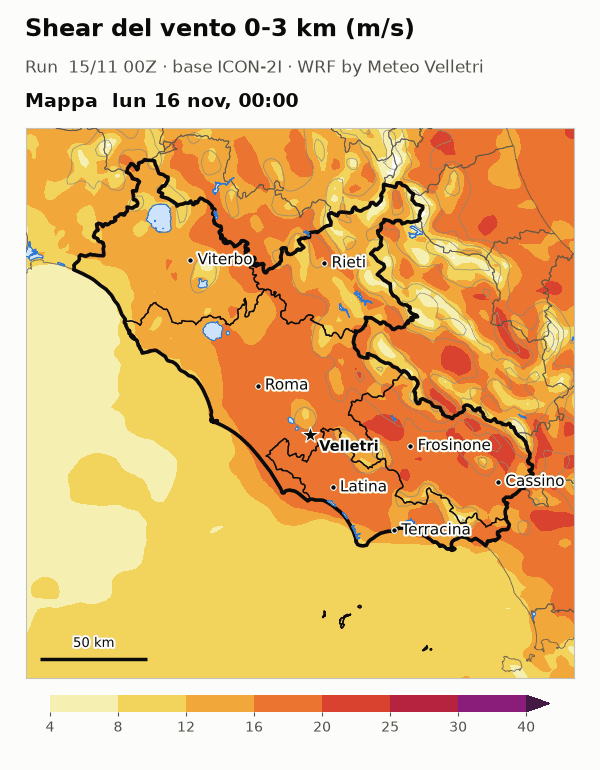 Shear del vento 0-3 km (m/s)
Run  15/11 00Z · base ICON-2I · WRF by Meteo Velletri
Mappa  lun 16 nov, 00:00
Viterbo
Rieti
Roma
Velletri
Frosinone
Cassino
Latina
Terracina
50 km
4 8 12 16 20 25 30 40